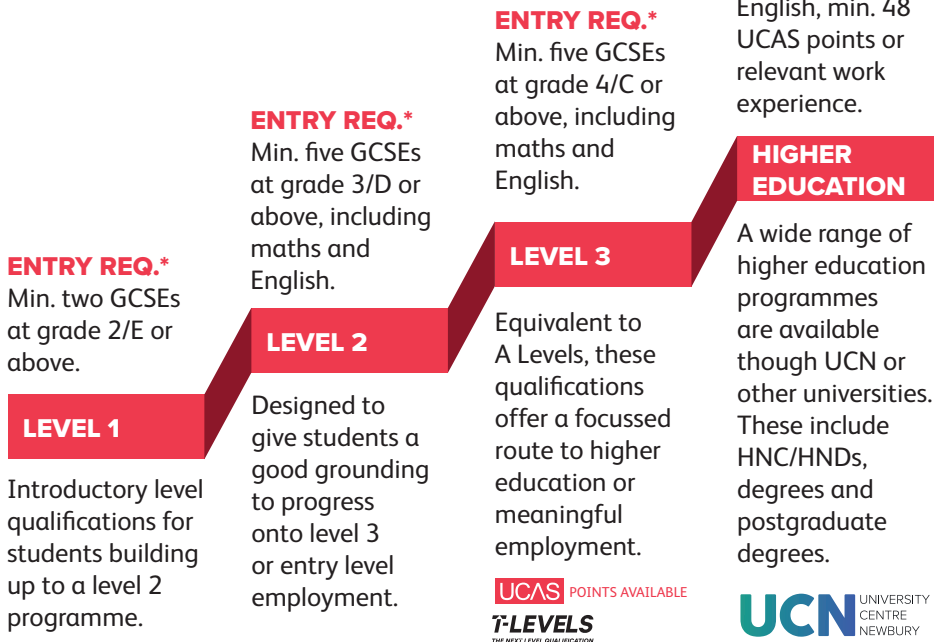 ENTRY REQ.*
Min. two GCSEs
at grade 2/E or
above.
LEVEL 1
Introductory level
qualifications for
students building
up to a level 2
programme.
ENTRY REQ.*
Min. five GCSEs
at grade 3/D or
above, including
maths and
English.
LEVEL 2
Designed to
give students a
good grounding
to progress
onto level 3
or entry level
employment.
ENTRY REQ.*
Min. five GCSEs
at grade 4/C or
above, including
maths and
English.
LEVEL 3
Equivalent to
A Levels, these
qualifications
offer a focussed
route to higher
education or
meaningful
employment.
UCAS POINTS AVAILABLE
T-LEVELS
THE NEXT LEVEL QUALIFICATION
English, min. 48
UCAS points or
relevant work
experience.
HIGHER
EDUCATION
A wide range of
higher education
programmes
are available
though UCN or
other universities.
These include
HNC/HNDs,
degrees and
postgraduate
degrees.
UCN
UNIVERSITY
CENTRE
NEWBURY